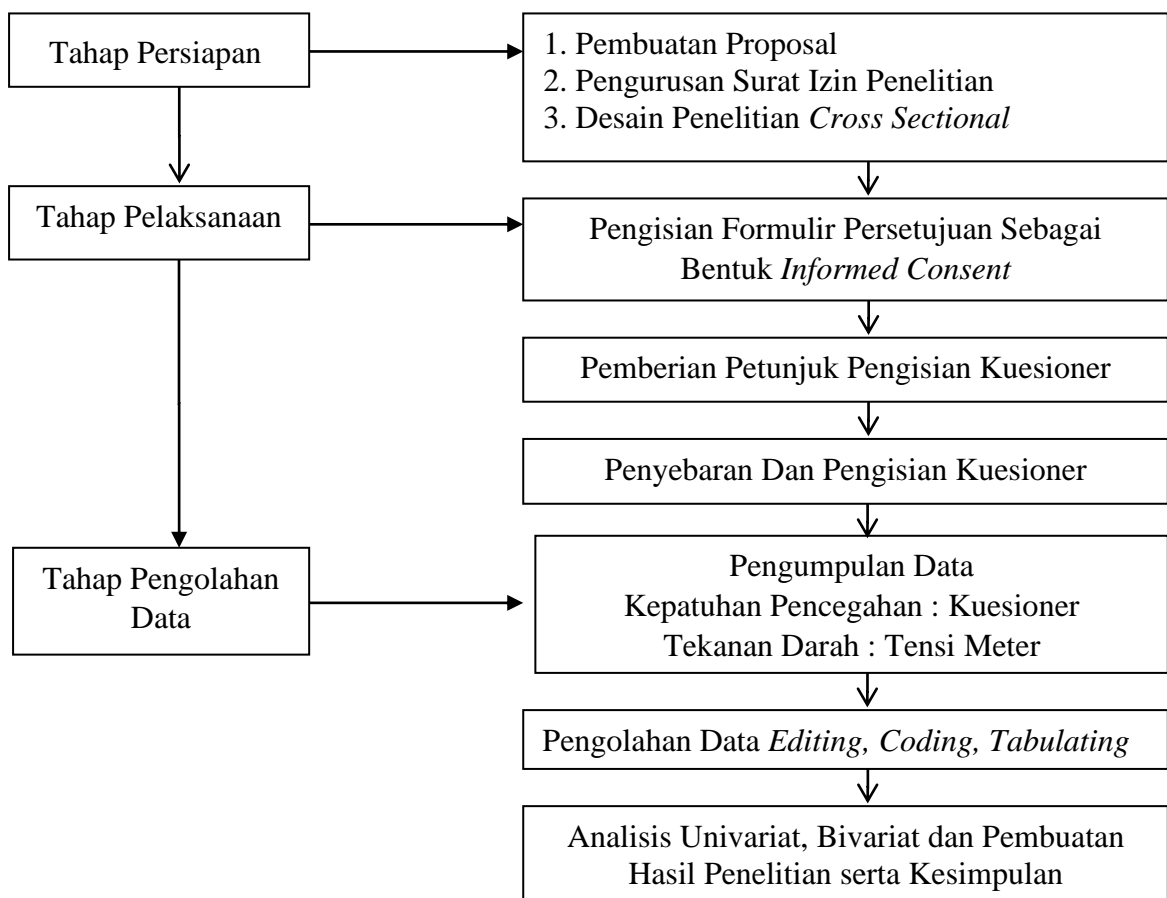 Tahap Persiapan
1. Pembuatan Proposal
2. Pengurusan Surat Izin Penelitian
3. Desain Penelitian Cross Sectional
Tahap Pelaksanaan
Pengisian Formulir Persetujuan Sebagai
Bentuk Informed Consent
Pemberian Petunjuk Pengisian Kuesioner
Penyebaran Dan Pengisian Kuesioner
Tahap Pengolahan
Data
Pengumpulan Data
Kepatuhan Pencegahan : Kuesioner
Tekanan Darah : Tensi Meter
Pengolahan Data Editing, Coding, Tabulating
Analisis Univariat, Bivariat dan Pembuatan
Hasil Penelitian serta Kesimpulan